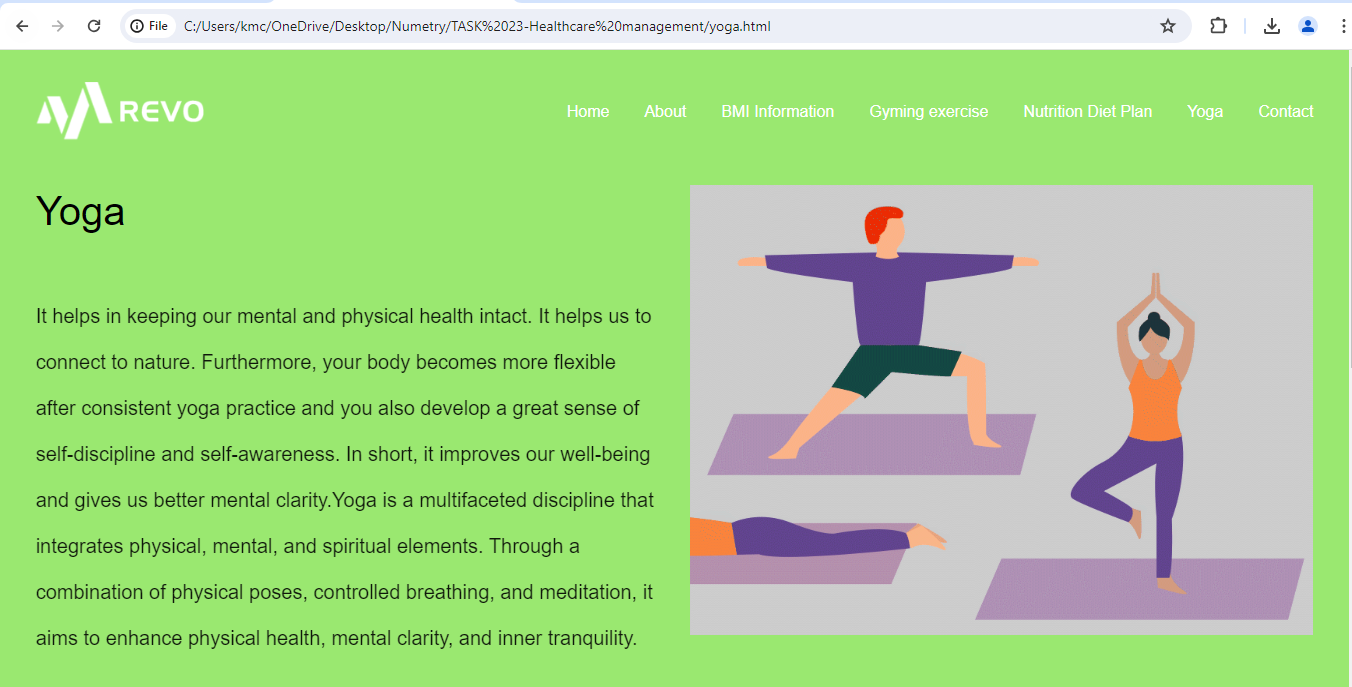 File C:/Users/kmc/OneDrive/Desktop/Numetry/TASK%2023-Healthcare%20management/yoga.html
REVO
Home About BMI Information Gyming exercise Nutrition Diet Plan Yoga Contact
Yoga
It helps in keeping our mental and physical health intact. It helps us to
connect to nature. Furthermore, your body becomes more flexible
after consistent yoga practice and you also develop a great sense of
self-discipline and self-awareness. In short, it improves our well-being
and gives us better mental clarity.Yoga is a multifaceted discipline that
integrates physical, mental, and spiritual elements. Through a
combination of physical poses, controlled breathing, and meditation, it
aims to enhance physical health, mental clarity, and inner tranquility.